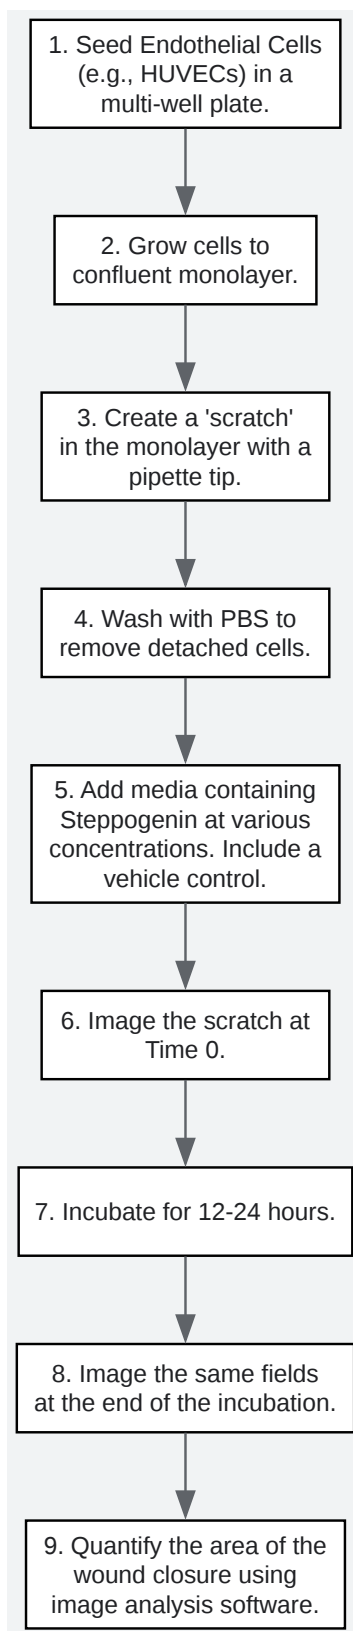 1. Seed Endothelial Cells
(e.g., HUVECs) in a
multi-well plate.
2. Grow cells to
confluent monolayer.
3. Create a 'scratch'
in the monolayer with a
pipette tip.
4. Wash with PBS to
remove detached cells.
5. Add media containing
Steppogenin at various
concentrations. Include a
vehicle control.
6. Image the scratch at
Time 0.
7. Incubate for 12-24 hours.
8. Image the same fields
at the end of the incubation.
9. Quantify the area of the
wound closure using
image analysis software.